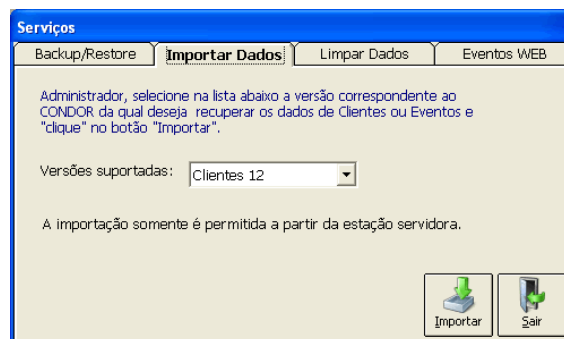 Serviços
Backup/Restore Importar Dados Limpar Dados Eventos WEB
Administrador, selecione na lista abaixo a versão correspondente ao
CONDOR da qual deseja recuperar os dados de Clientes ou Eventos e
"clique" no botão "Importar".
Versões suportadas: Clientes 12
A importação somente é permitida a partir da estação servidora.
Importar Sair